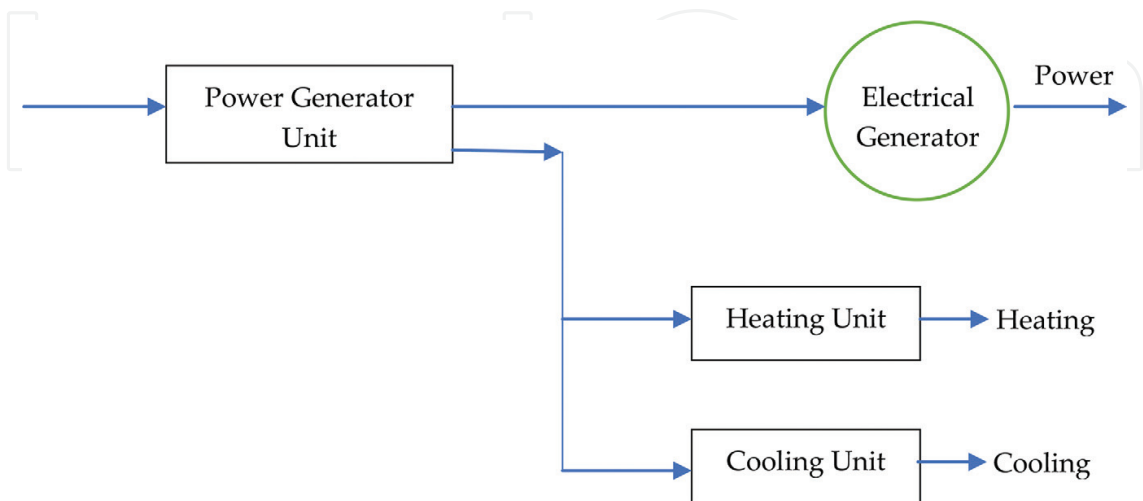 Power Generator
Unit
Electrical
Generator
Power
Heating Unit
Heating
Cooling Unit
Cooling